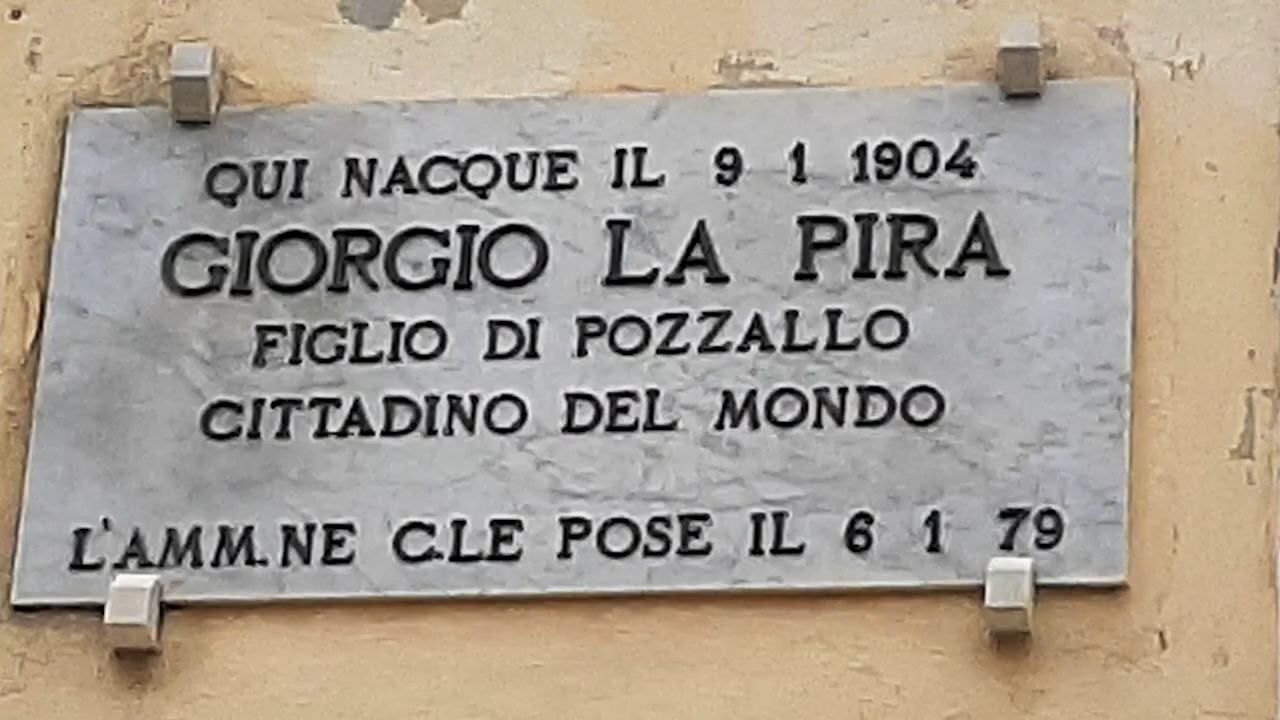 QUI NACQUE IL 9 1 1904
GIORGIO LA PIRA
FIGLIO DI POZZALLO
CITTADINO DEL MONDO
L'AMM.NE C.LE POSE IL 6 1 79